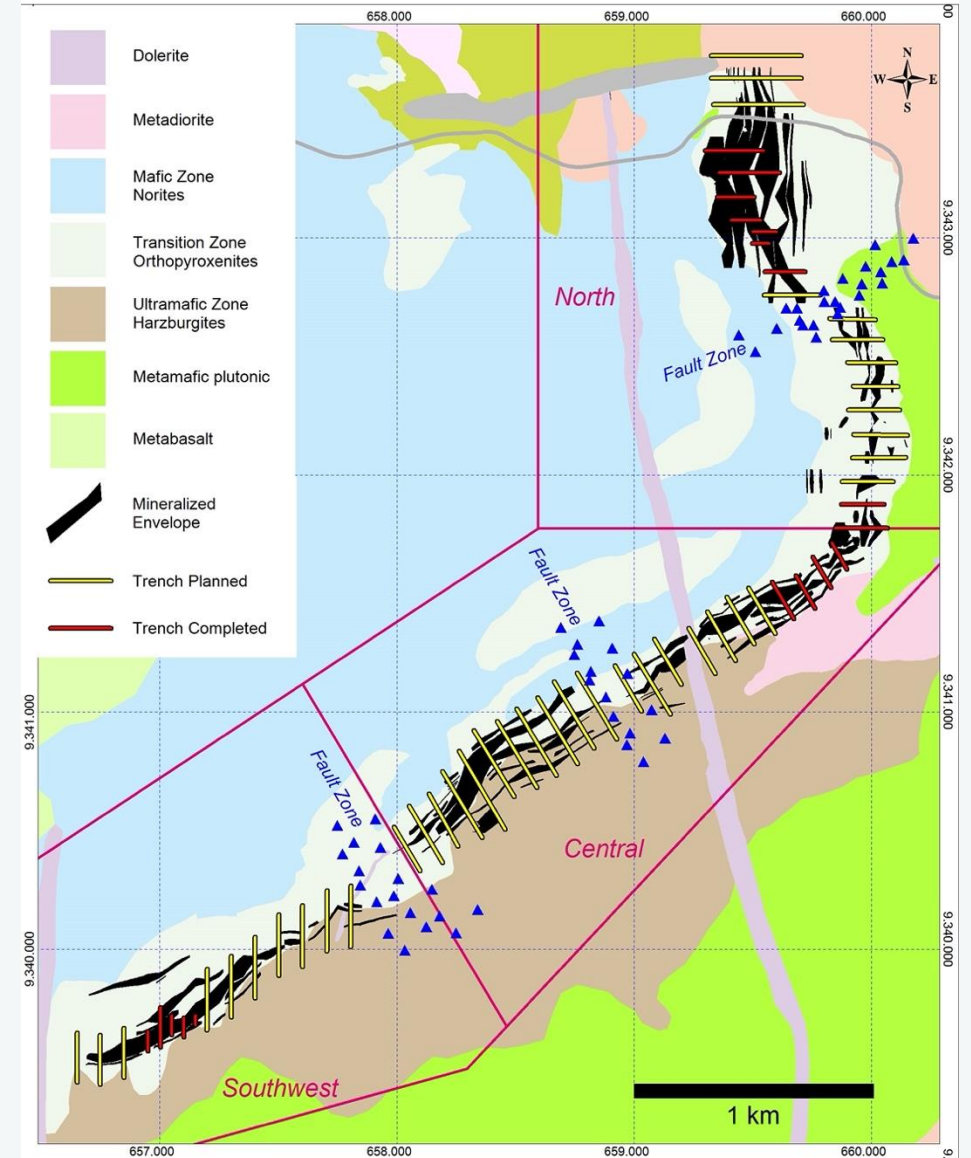 658.000
659.000
660.000
00
N
W E
S
Dolerite
Metadiorite
Mafic Zone
Norites
Transition Zone
Orthopyroxenites
Ultramafic Zone
Harzburgites
Metamafic plutonic
Metabasalt
Mineralized
Envelope
Trench Planned
Trench Completed
9.343.000
North
Fault Zone
9.342.000
Fault Zone
9.341.000
9.341.000
Fault Zone
Central
9.340.000
9.340.000
Southwest
1 km
657.000
658.000
659.000
660.000
9.